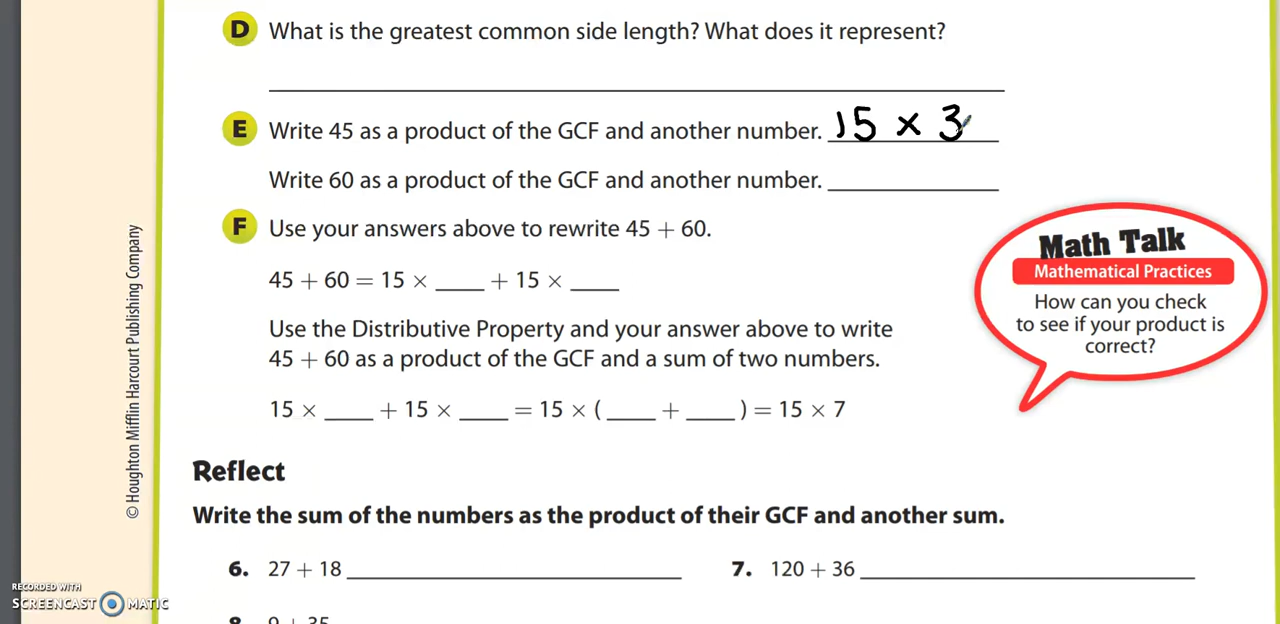 D What is the greatest common side length? What does it represent?
E Write 45 as a product of the GCF and another number. 15 × 3
Write 60 as a product of the GCF and another number.
F Use your answers above to rewrite 45 + 60.
45 + 60 = 15 × ____ + 15 × ____
Use the Distributive Property and your answer above to write
45 + 60 as a product of the GCF and a sum of two numbers.
15 × ____ + 15 × ____ = 15 × ( ____ + ____ ) = 15 × 7
Math Talk
Mathematical Practices
How can you check
to see if your product is
correct?
© Houghton Mifflin Harcourt Publishing Company
Reflect
Write the sum of the numbers as the product of their GCF and another sum.
6. 27 + 18
7. 120 + 36
8. 9 + 35
RECORDED WITH
SCREENCAST MATIC